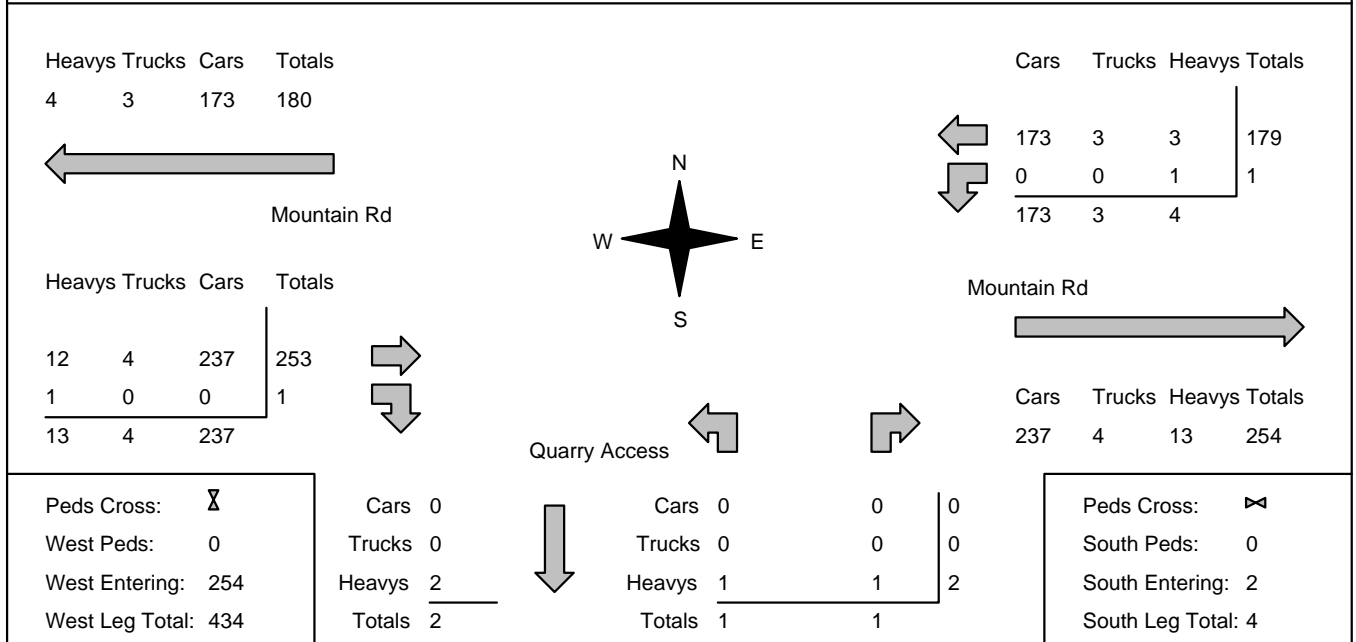 Heavys Trucks Cars Totals
4 3 173 180
Cars Trucks Heavys Totals
173 3 3 179
0 0 1 1
173 3 4
Mountain Rd
N
W E
S
Heavys Trucks Cars Totals
12 4 237 253
1 0 0 1
13 4 237
Mountain Rd
Cars Trucks Heavys Totals
237 4 13 254
Quarry Access
Peds Cross:
West Peds: 0
West Entering: 254
West Leg Total: 434
Cars 0
Trucks 0
Heavys 2
Totals 2
Cars 0 0 0
Trucks 0 0 0
Heavys 1 1 2
Totals 1 1
Peds Cross:
South Peds: 0
South Entering: 2
South Leg Total: 4